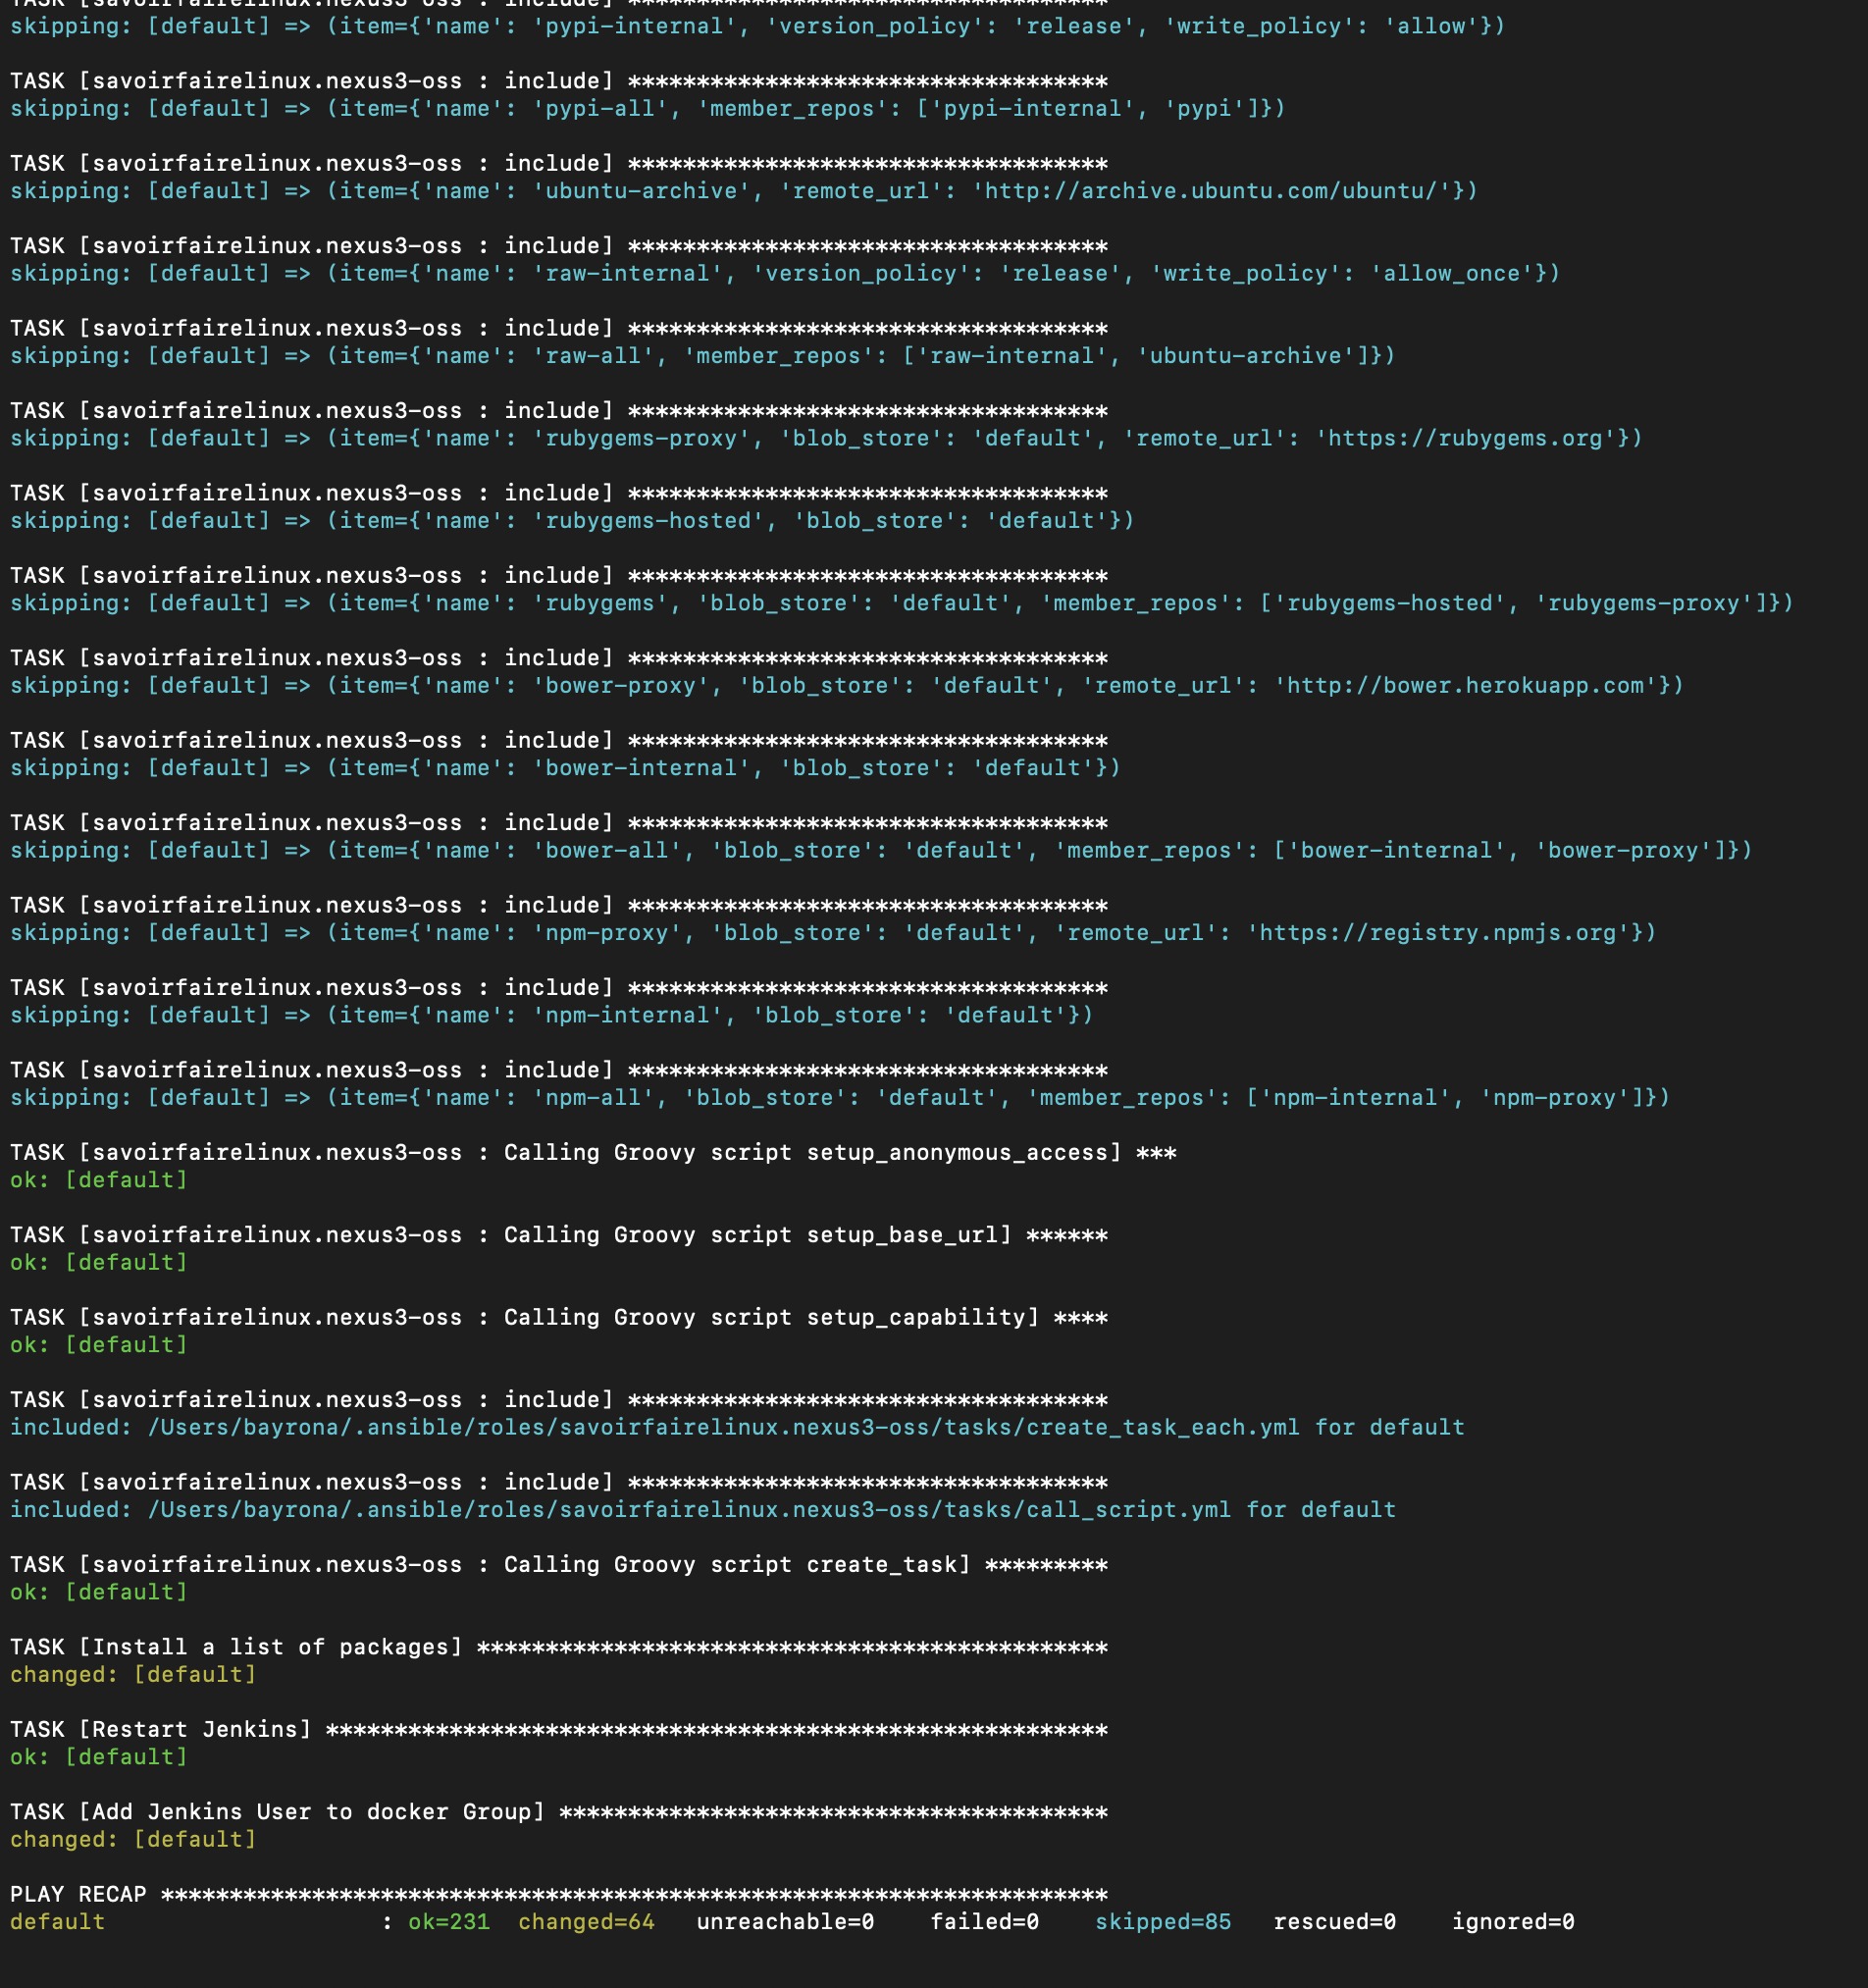 TASK [savoirfairelinux.nexus3-oss : include] ***********************************
skipping: [default] => (item={'name': 'pypi-internal', 'version_policy': 'release', 'write_policy': 'allow'})
TASK [savoirfairelinux.nexus3-oss : include] ***********************************
skipping: [default] => (item={'name': 'pypi-all', 'member_repos': ['pypi-internal', 'pypi']})
TASK [savoirfairelinux.nexus3-oss : include] ***********************************
skipping: [default] => (item={'name': 'ubuntu-archive', 'remote_url': 'http://archive.ubuntu.com/ubuntu/'})
TASK [savoirfairelinux.nexus3-oss : include] ***********************************
skipping: [default] => (item={'name': 'raw-internal', 'version_policy': 'release', 'write_policy': 'allow_once'})
TASK [savoirfairelinux.nexus3-oss : include] ***********************************
skipping: [default] => (item={'name': 'raw-all', 'member_repos': ['raw-internal', 'ubuntu-archive']})
TASK [savoirfairelinux.nexus3-oss : include] ***********************************
skipping: [default] => (item={'name': 'rubygems-proxy', 'blob_store': 'default', 'remote_url': 'https://rubygems.org'})
TASK [savoirfairelinux.nexus3-oss : include] ***********************************
skipping: [default] => (item={'name': 'rubygems-hosted', 'blob_store': 'default'})
TASK [savoirfairelinux.nexus3-oss : include] ***********************************
skipping: [default] => (item={'name': 'rubygems', 'blob_store': 'default', 'member_repos': ['rubygems-hosted', 'rubygems-proxy']})
TASK [savoirfairelinux.nexus3-oss : include] ***********************************
skipping: [default] => (item={'name': 'bower-proxy', 'blob_store': 'default', 'remote_url': 'http://bower.herokuapp.com'})
TASK [savoirfairelinux.nexus3-oss : include] ***********************************
skipping: [default] => (item={'name': 'bower-internal', 'blob_store': 'default'})
TASK [savoirfairelinux.nexus3-oss : include] ***********************************
skipping: [default] => (item={'name': 'bower-all', 'blob_store': 'default', 'member_repos': ['bower-internal', 'bower-proxy']})
TASK [savoirfairelinux.nexus3-oss : include] ***********************************
skipping: [default] => (item={'name': 'npm-proxy', 'blob_store': 'default', 'remote_url': 'https://registry.npmjs.org'})
TASK [savoirfairelinux.nexus3-oss : include] ***********************************
skipping: [default] => (item={'name': 'npm-internal', 'blob_store': 'default'})
TASK [savoirfairelinux.nexus3-oss : include] ***********************************
skipping: [default] => (item={'name': 'npm-all', 'blob_store': 'default', 'member_repos': ['npm-internal', 'npm-proxy']})
TASK [savoirfairelinux.nexus3-oss : Calling Groovy script setup_anonymous_access] ***
ok: [default]
TASK [savoirfairelinux.nexus3-oss : Calling Groovy script setup_base_url] ******
ok: [default]
TASK [savoirfairelinux.nexus3-oss : Calling Groovy script setup_capability] ****
ok: [default]
TASK [savoirfairelinux.nexus3-oss : include] ***********************************
included: /Users/bayrona/.ansible/roles/savoirfairelinux.nexus3-oss/tasks/create_task_each.yml for default
TASK [savoirfairelinux.nexus3-oss : include] ***********************************
included: /Users/bayrona/.ansible/roles/savoirfairelinux.nexus3-oss/tasks/call_script.yml for default
TASK [savoirfairelinux.nexus3-oss : Calling Groovy script create_task] *********
ok: [default]
TASK [Install a list of packages] **********************************************
changed: [default]
TASK [Restart Jenkins] *********************************************************
ok: [default]
TASK [Add Jenkins User to docker Group] ****************************************
changed: [default]
PLAY RECAP *********************************************************************
default : ok=231 changed=64 unreachable=0 failed=0 skipped=85 rescued=0 ignored=0